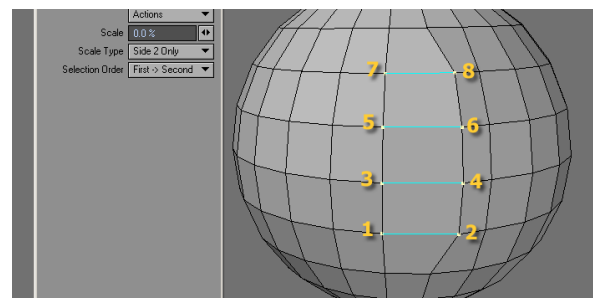 Actions
Scale 0.0 %
Scale Type Side 2 Only
Selection Order First -> Second
7 8
5 6
3 4
1 2